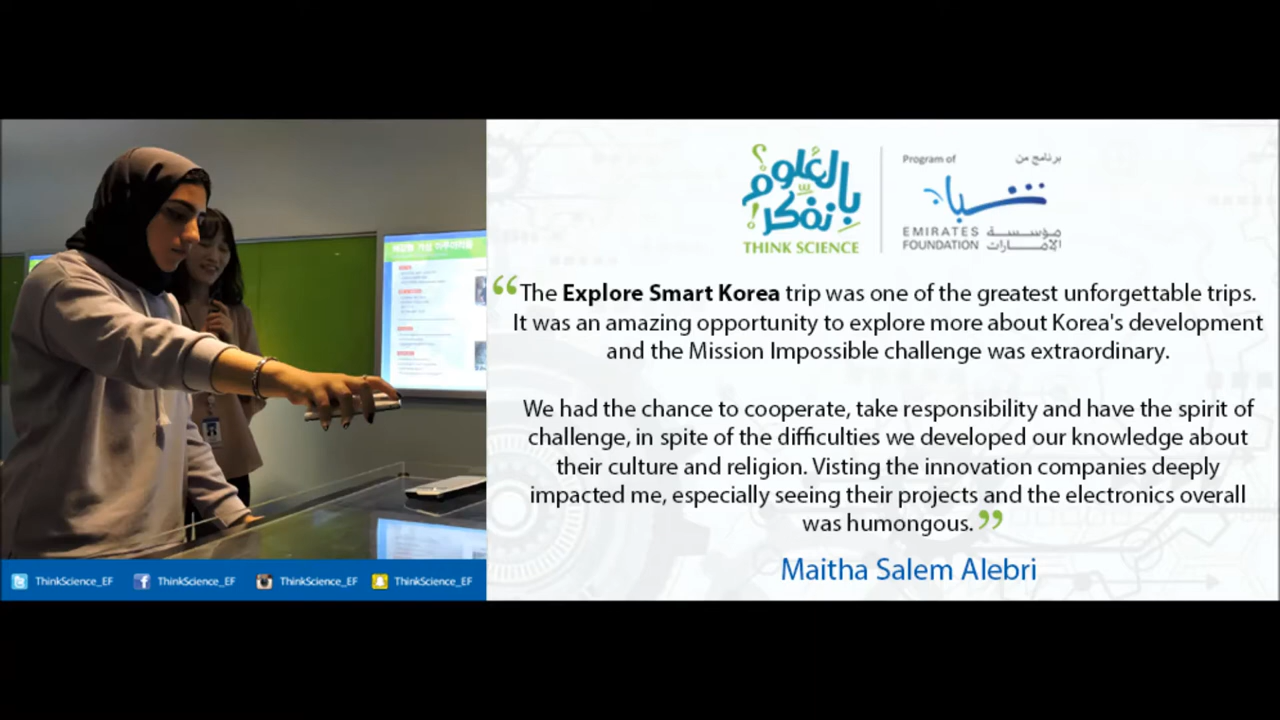 بالعُلوم نفكّر
؟
!
THINK SCIENCE
Program of
برنامج من
EMIRATES
FOUNDATION
مؤسسة
الإمارات
“The Explore Smart Korea trip was one of the greatest unforgettable trips.
It was an amazing opportunity to explore more about Korea's development
and the Mission Impossible challenge was extraordinary.
We had the chance to cooperate, take responsibility and have the spirit of
challenge, in spite of the difficulties we developed our knowledge about
their culture and religion. Visting the innovation companies deeply
impacted me, especially seeing their projects and the electronics overall
was humongous.”
Maitha Salem Alebri
ThinkScience_EF
ThinkScience_EF
ThinkScience_EF
ThinkScience_EF